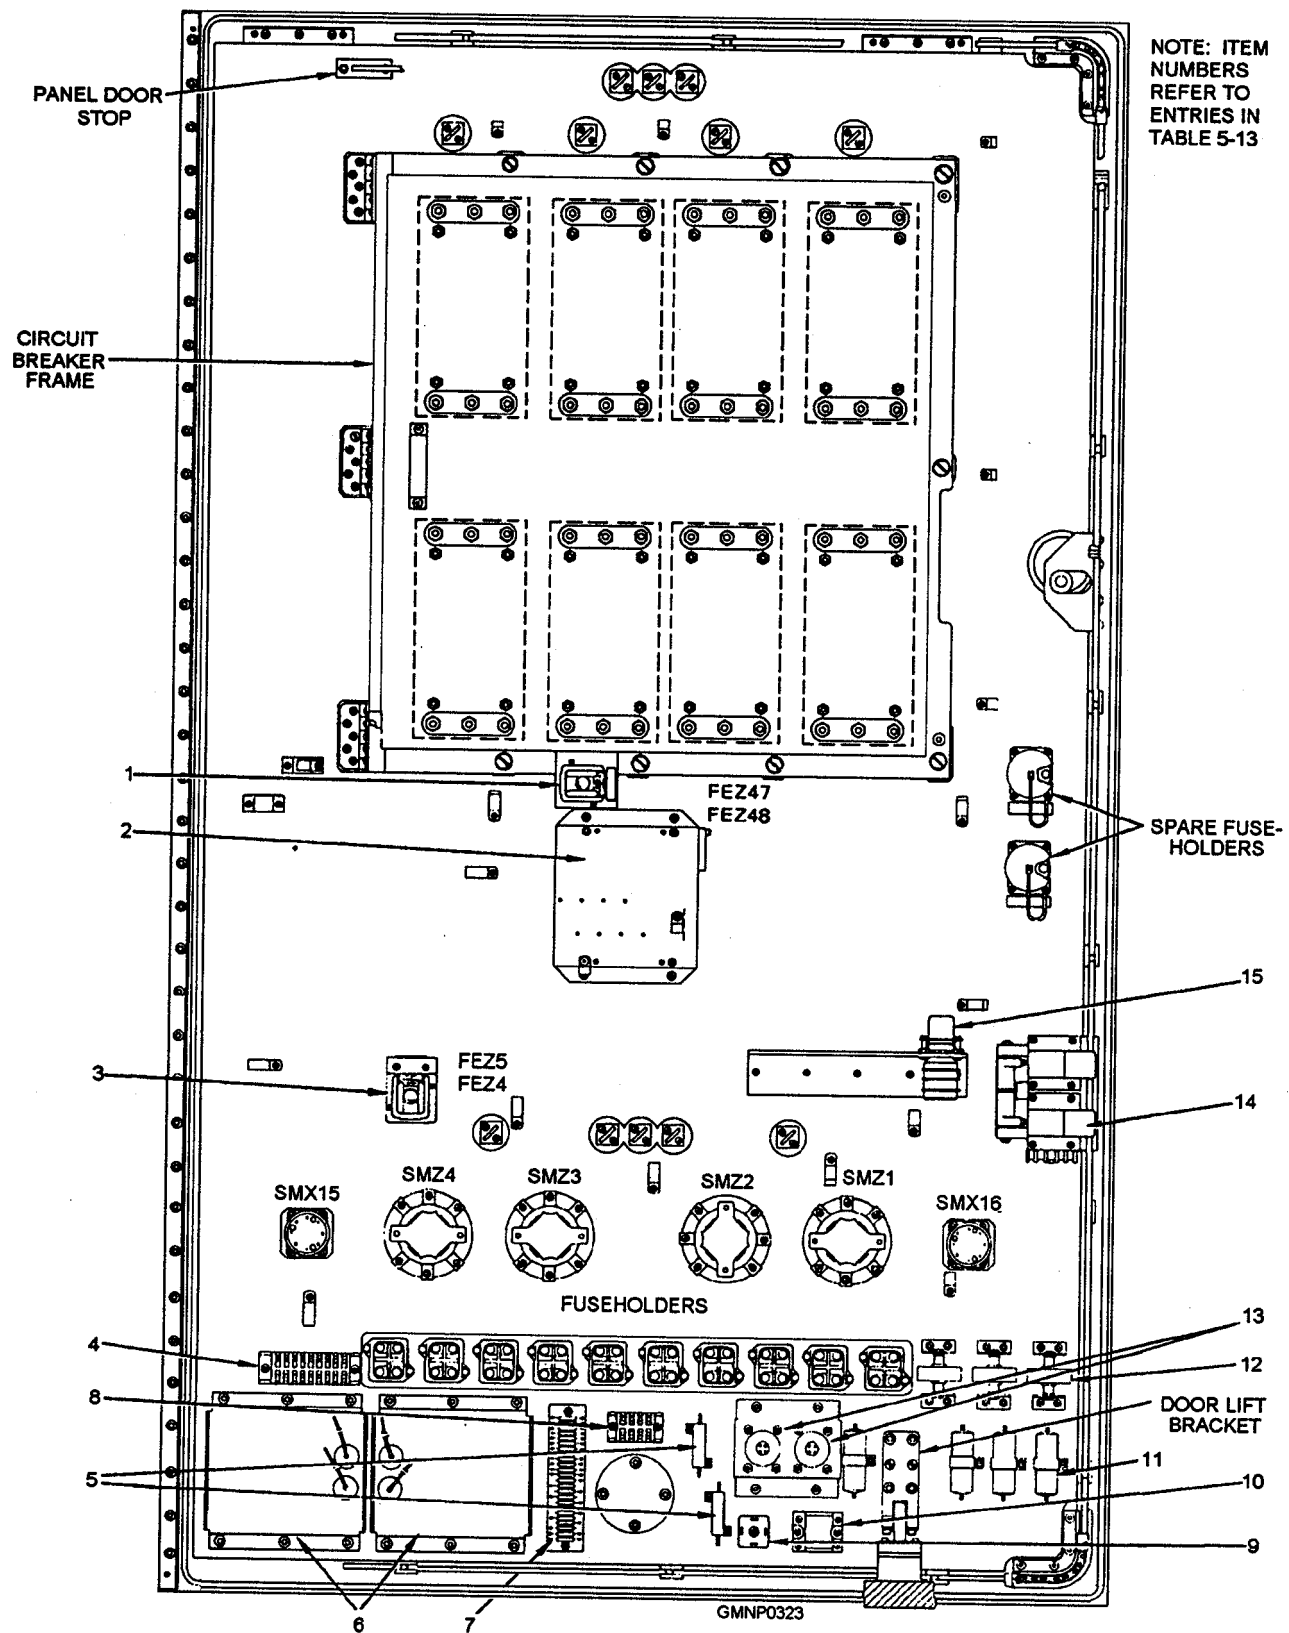 NOTE: ITEM
NUMBERS
REFER TO
ENTRIES IN
TABLE 5-13
PANEL DOOR
STOP
CIRCUIT
BREAKER
FRAME
1
FEZ47
FEZ48
2
SPARE FUSE-
HOLDERS
15
3
FEZ5
FEZ4
14
SMX15
SMZ4
SMZ3
SMZ2
SMZ1
SMX16
FUSEHOLDERS
13
4
12
8
DOOR LIFT
BRACKET
5
11
10
9
6
7
GMNP0323